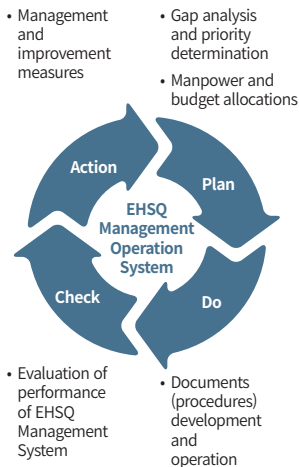 • Management
and
improvement
measures
• Gap analysis
and priority
determination
• Manpower and
budget allocations
Action
Plan
EHSQ
Management
Operation
System
Check
Do
• Evaluation of
performance
of EHSQ
Management
System
• Documents
(procedures)
development
and
operation